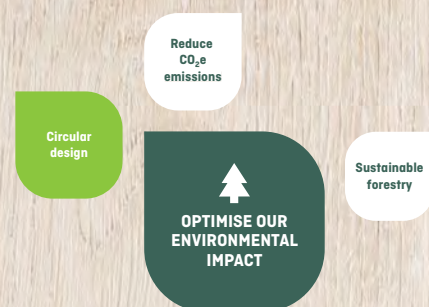 Reduce
CO₂e
emissions
Circular
design
Sustainable
forestry
OPTIMISE OUR
ENVIRONMENTAL
IMPACT